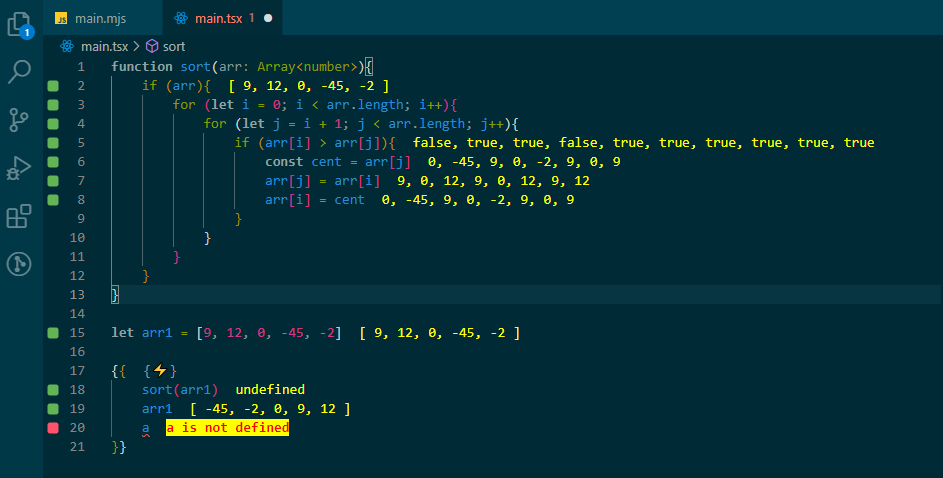 1
JS main.mjs
main.tsx 1
main.tsx > sort
1 function sort(arr: Array<number>){
2 if (arr){ [ 9, 12, 0, -45, -2 ]
3 for (let i = 0; i < arr.length; i++){
4 for (let j = i + 1; j < arr.length; j++){
5 if (arr[i] > arr[j]){ false, true, true, false, true, true, true, true, true, true
6 const cent = arr[j] 0, -45, 9, 0, -2, 9, 0, 9
7 arr[j] = arr[i] 9, 0, 12, 9, 0, 12, 9, 12
8 arr[i] = cent 0, -45, 9, 0, -2, 9, 0, 9
9 }
10 }
11 }
12 }
13 }
14
15 let arr1 = [9, 12, 0, -45, -2] [ 9, 12, 0, -45, -2 ]
16
17 {{ {⚡}
18 sort(arr1) undefined
19 arr1 [ -45, -2, 0, 9, 12 ]
20 a a is not defined
21 }}